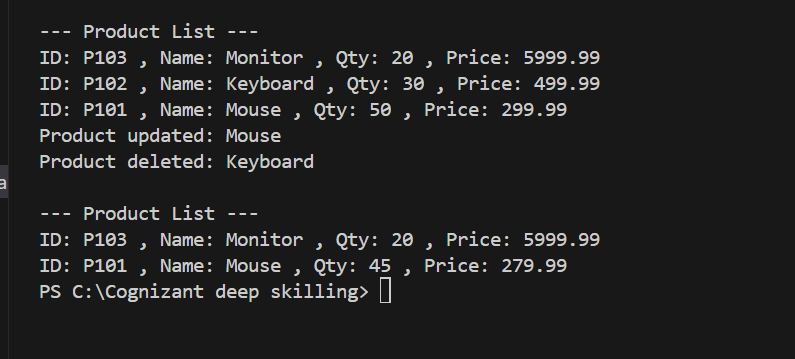 --- Product List ---
ID: P103 , Name: Monitor , Qty: 20 , Price: 5999.99
ID: P102 , Name: Keyboard , Qty: 30 , Price: 499.99
ID: P101 , Name: Mouse , Qty: 50 , Price: 299.99
Product updated: Mouse
Product deleted: Keyboard
a
--- Product List ---
ID: P103 , Name: Monitor , Qty: 20 , Price: 5999.99
ID: P101 , Name: Mouse , Qty: 45 , Price: 279.99
PS C:\Cognizant deep skilling>